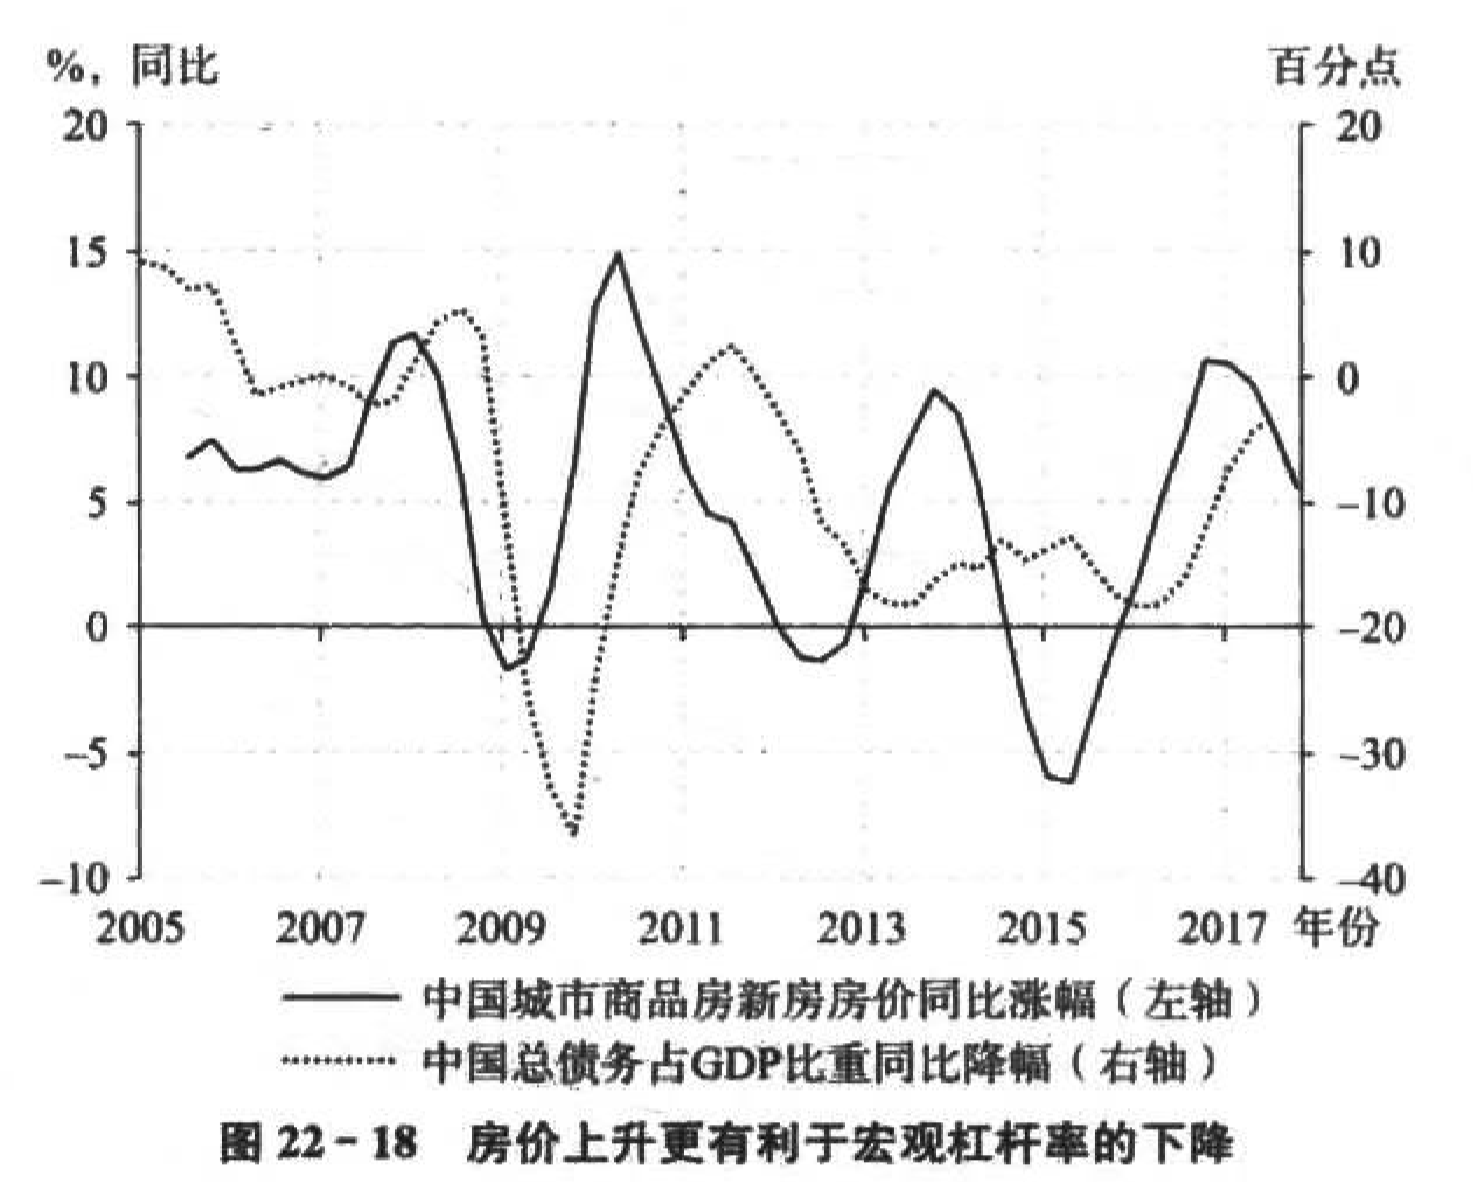 %，同比 百分点
20 20
15 10
10 0
5 −10
0 −20
−5 −30
−10 −40
2005 2007 2009 2011 2013 2015 2017 年份
中国城市商品房新房房价同比涨幅（左轴）
中国总债务占GDP比重同比降幅（右轴）
图 22－18 房价上升更有利于宏观杠杆率的下降